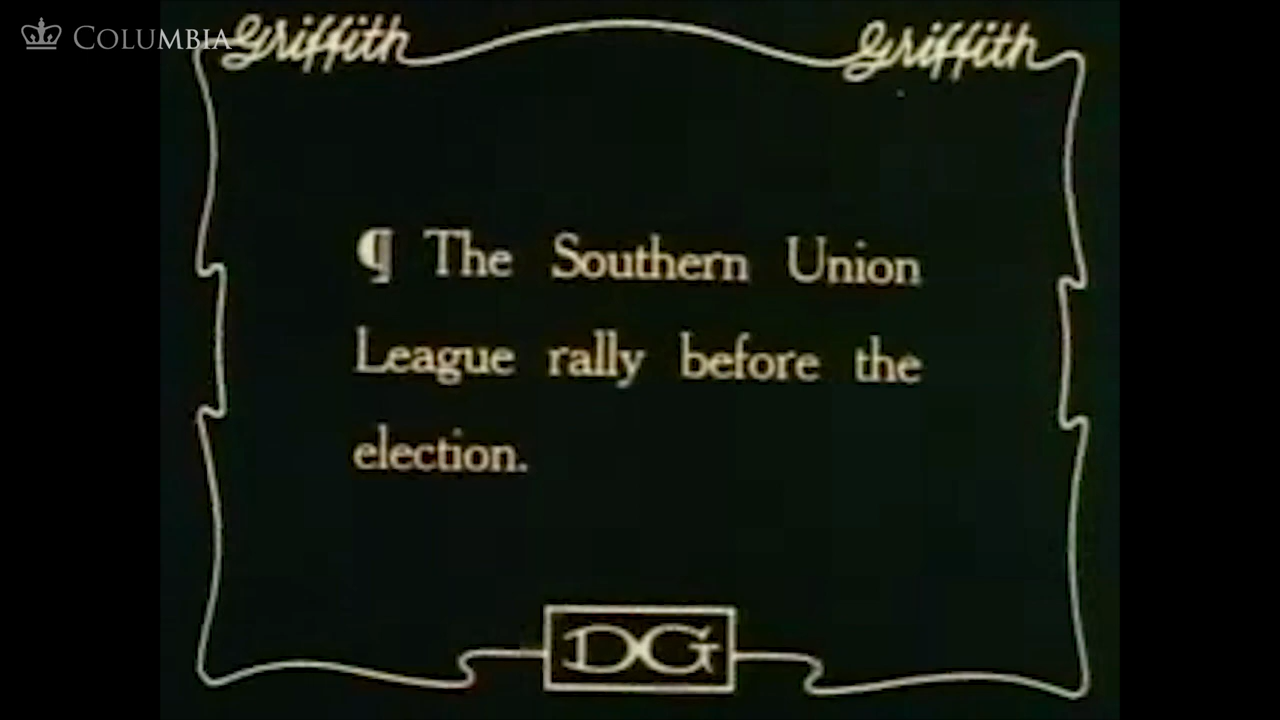 COLUMBIA
Griffith Griffith
¶ The Southern Union
League rally before the
election.
DG